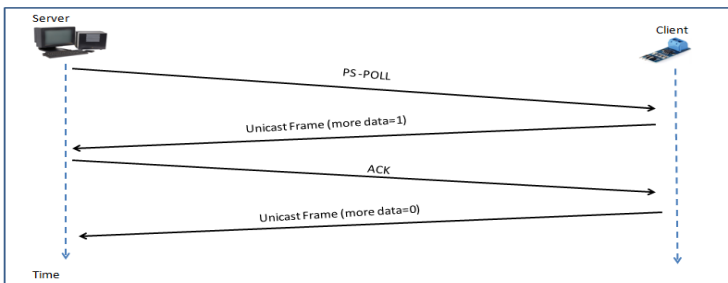 Server
Client
PS-POLL
Unicast Frame (more data=1)
ACK
Unicast Frame (more data=0)
Time